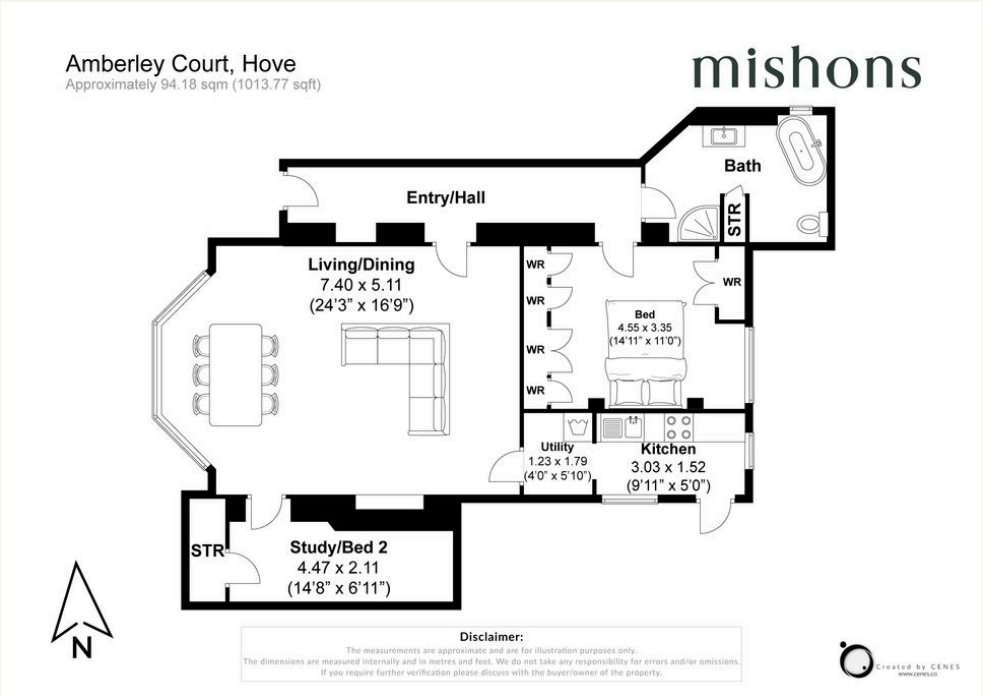 Amberley Court, Hove
Approximately 94.18 sqm (1013.77 sqft)
mishons
Bath
Entry/Hall
STR
Living/Dining
7.40 x 5.11
(24'3" x 16'9")
WR
WR
WR
WR
WR
Bed
4.55 x 3.35
(14'11" x 11'0")
Utility
1.23 x 1.79
(4'0" x 5'10")
Kitchen
3.03 x 1.52
(9'11" x 5'0")
STR
Study/Bed 2
4.47 x 2.11
(14'8" x 6'11")
N
Disclaimer:
The measurements are approximate and are for illustration purposes only.
The dimensions are measured internally and in metres and feet. We do not take any responsibility for errors and/or omissions.
If you require further verification please discuss with the buyer/owner of the property.
Created by CENES
www.cenes.co